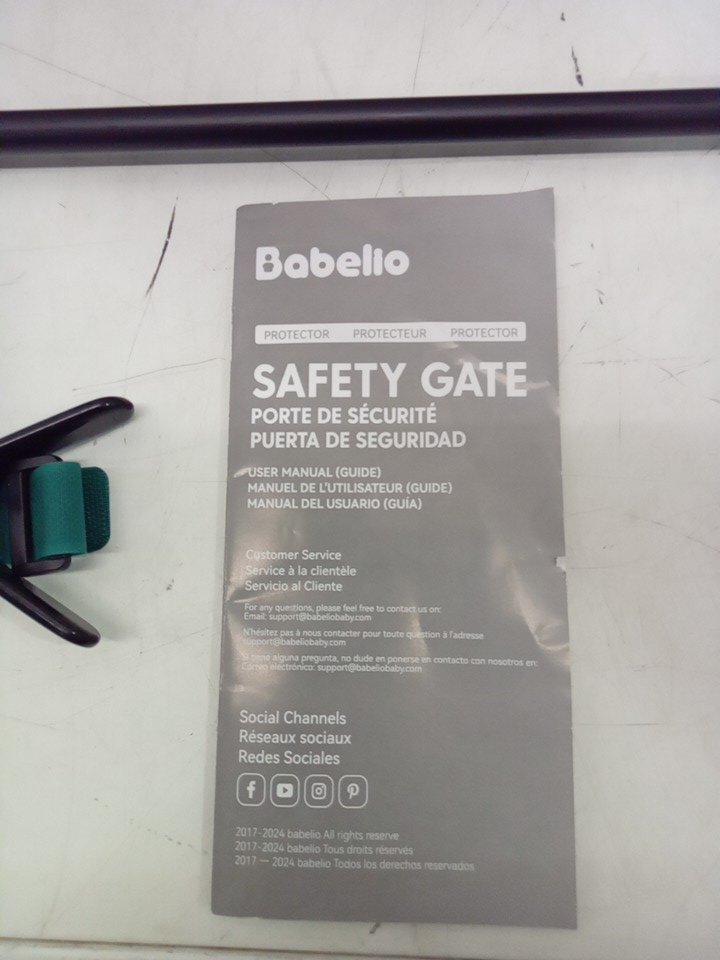 Babelio
PROTECTOR PROTECTEUR PROTECTOR
SAFETY GATE
PORTE DE SÉCURITÉ
PUERTA DE SEGURIDAD
USER MANUAL (GUIDE)
MANUEL DE L'UTILISATEUR (GUIDE)
MANUAL DEL USUARIO (GUÍA)
Customer Service
Service à la clientèle
Servicio al Cliente
For any questions, please feel free to contact us on:
Email: support@babeliobaby.com
N'hésitez pas à nous contacter pour toute question à l'adresse
support@babeliobaby.com
Si tiene alguna pregunta, no dude en ponerse en contacto con nosotros en:
Correo electrónico: support@babeliobaby.com
Social Channels
Réseaux sociaux
Redes Sociales
2017-2024 babelio All rights reserve
2017-2024 babelio Tous droits réservés
2017 — 2024 babelio Todos los derechos reservados